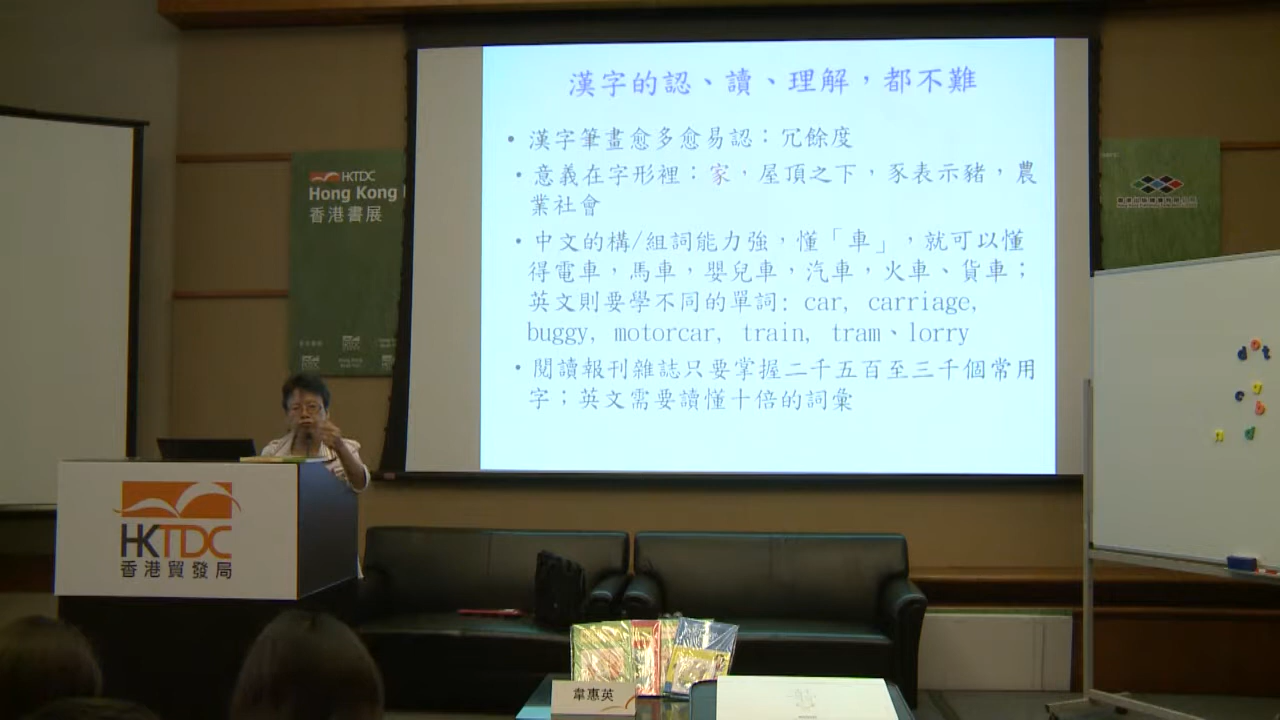 漢字的認、讀、理解，都不難
• 漢字筆畫愈多愈易認：冗餘度
• 意義在字形裡：家，屋頂之下，豕表示豬，農
業社會
• 中文的構/組詞能力強，懂「車」，就可以懂
得電車，馬車，嬰兒車，汽車，火車、貨車；
英文則要學不同的單詞: car, carriage,
buggy, motorcar, train, tram、lorry
• 閱讀報刊雜誌只要掌握二千五百至三千個常用
字；英文需要讀懂十倍的詞彙
HKTDC
Hong Kong
香港書展
HKTDC
香港貿發局
韋惠英
d o t
e y
b
n d